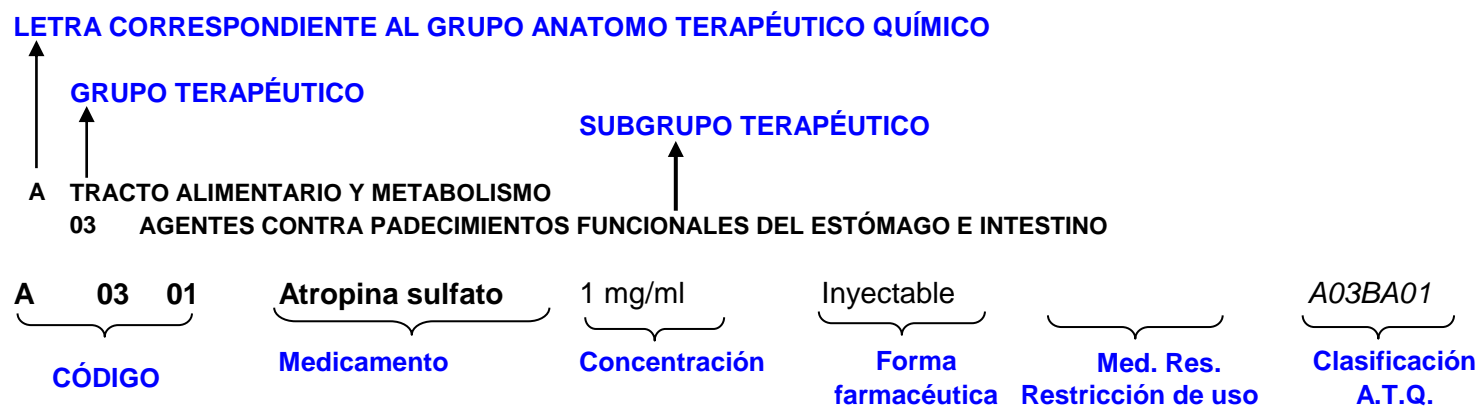 LETRA CORRESPONDIENTE AL GRUPO ANATOMO TERAPÉUTICO QUÍMICO
GRUPO TERAPÉUTICO
SUBGRUPO TERAPÉUTICO
A TRACTO ALIMENTARIO Y METABOLISMO
03 AGENTES CONTRA PADECIMIENTOS FUNCIONALES DEL ESTÓMAGO E INTESTINO
A 03 01 Atropina sulfato 1 mg/ml Inyectable A03BA01
CÓDIGO Medicamento Concentración Forma Med. Res. Clasificación
farmacéutica Restricción de uso A.T.Q.